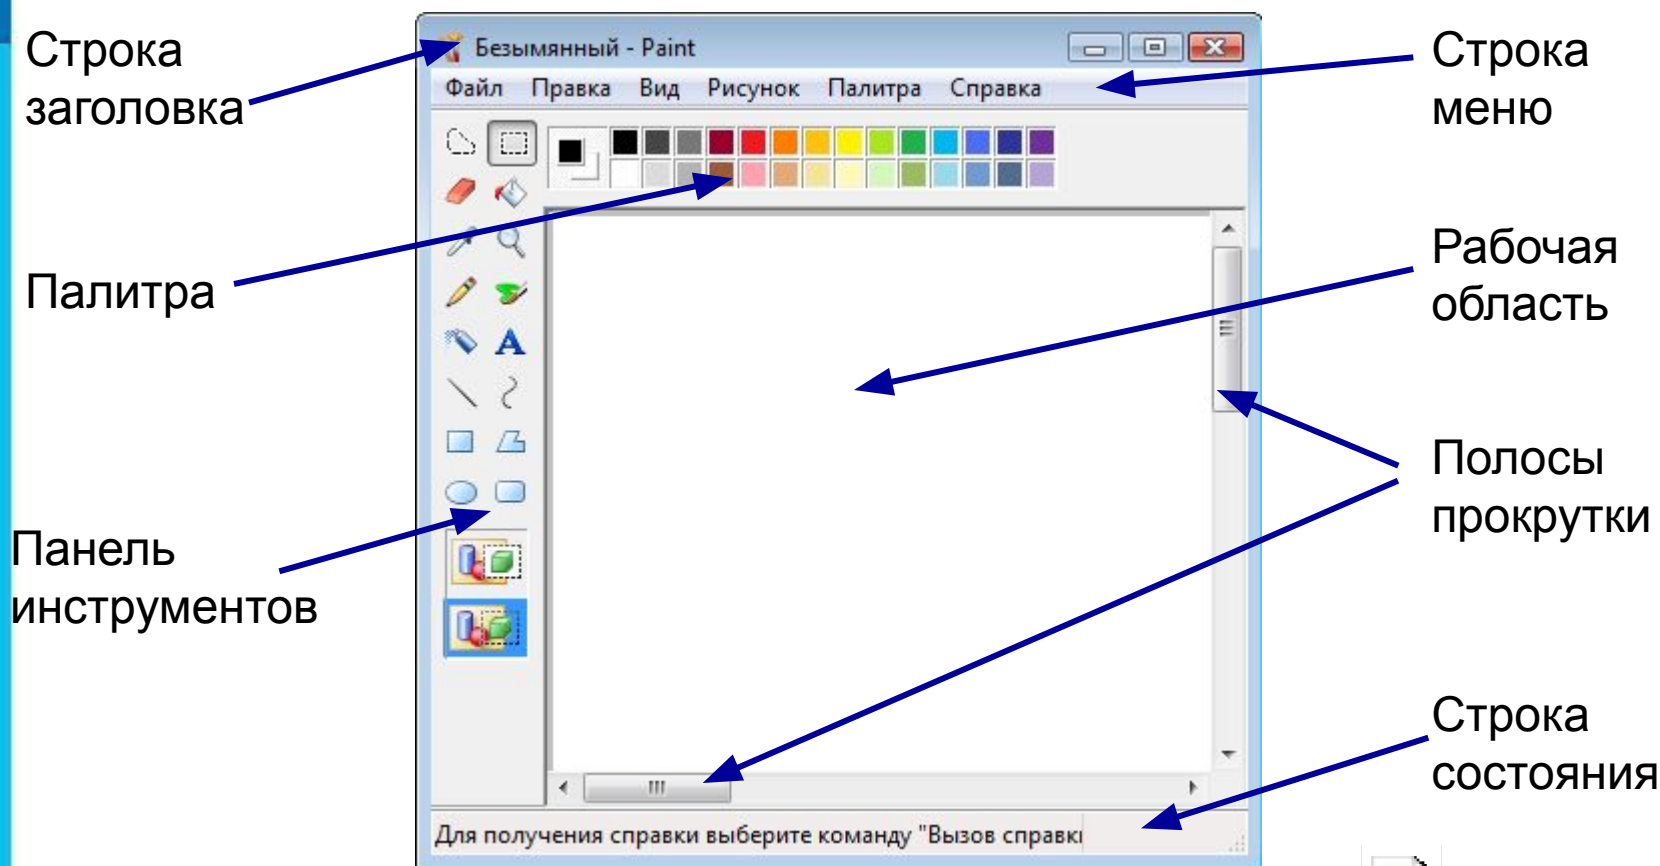 Строка
заголовка
Безымянный - Paint
Файл Правка Вид Рисунок Палитра Справка
Строка
меню
Палитра
Рабочая
область
A
Полосы
прокрутки
Панель
инструментов
Строка
состояния
Для получения справки выберите команду "Вызов справки